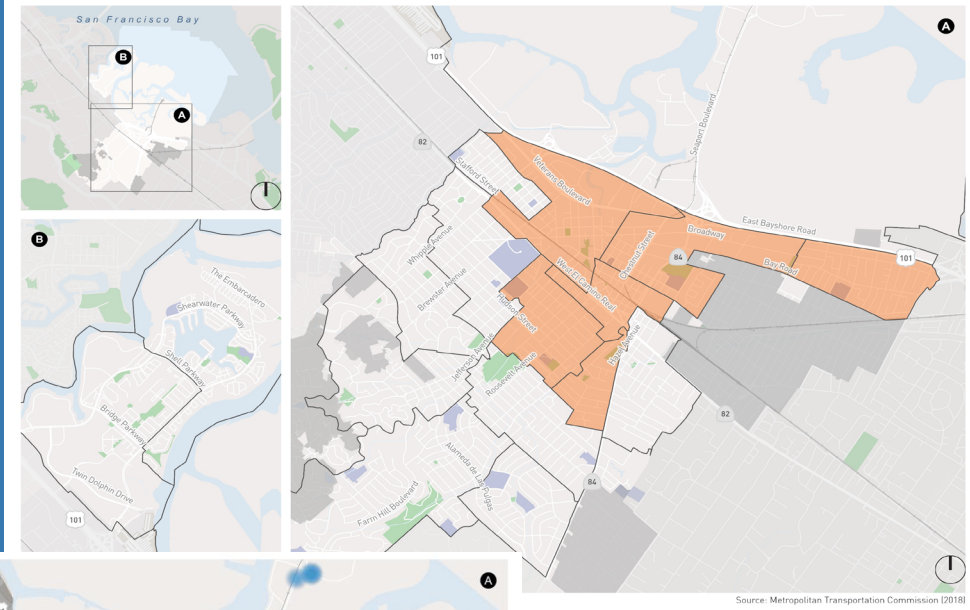 San Francisco Bay
B
A
A
101
82
Seaport Boulevard
Stafford Street
Veterans Boulevard
East Bayshore Road
Broadway
Chestnut Street
84
Bay Road
101
Whipple Avenue
West El Camino Real
Brewster Avenue
Hudson Street
Jefferson Avenue
Roosevelt Avenue
Hazel Avenue
82
84
Alameda de Las Pulgas
Farm Hill Boulevard
B
The Embarcadero
Shearwater Parkway
Shell Parkway
Bridge Parkway
Twin Dolphin Drive
101
A
Source: Metropolitan Transportation Commission (2018)